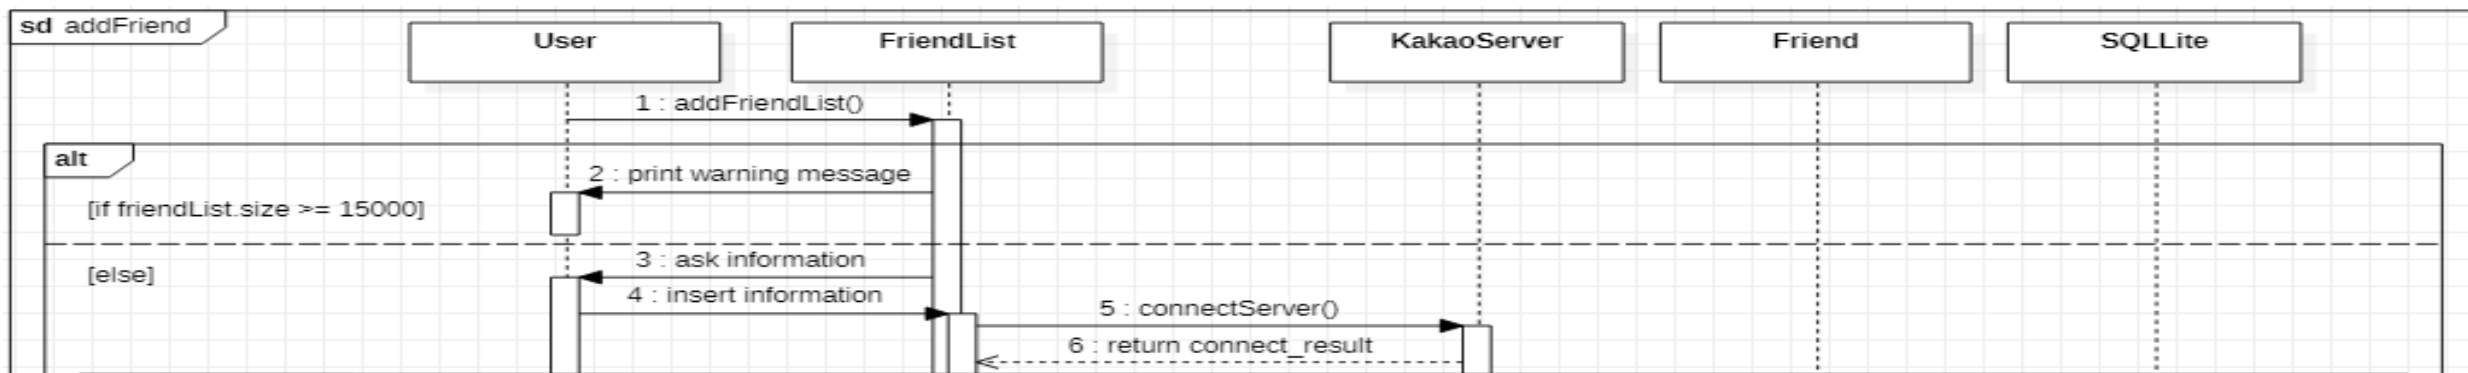 sd addFriend
User
FriendList
KakaoServer
Friend
SQLLite
1 : addFriendList()
alt
2 : print warning message
[if friendList.size >= 15000]
3 : ask information
[else]
4 : insert information
5 : connectServer()
6 : return connect_result